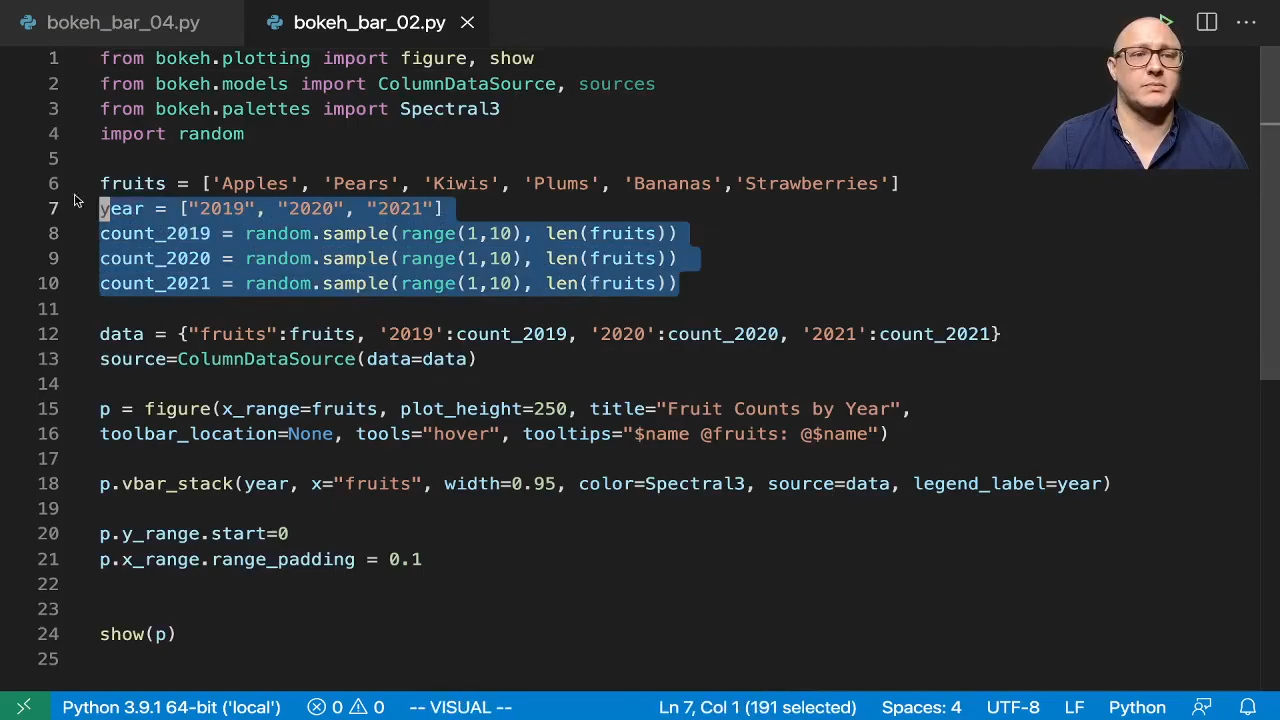 bokeh_bar_04.py
bokeh_bar_02.py
1 from bokeh.plotting import figure, show
2 from bokeh.models import ColumnDataSource, sources
3 from bokeh.palettes import Spectral3
4 import random
5
6 fruits = ['Apples', 'Pears', 'Kiwis', 'Plums', 'Bananas','Strawberries']
7 year = ["2019", "2020", "2021"]
8 count_2019 = random.sample(range(1,10), len(fruits))
9 count_2020 = random.sample(range(1,10), len(fruits))
10 count_2021 = random.sample(range(1,10), len(fruits))
11
12 data = {"fruits":fruits, '2019':count_2019, '2020':count_2020, '2021':count_2021}
13 source=ColumnDataSource(data=data)
14
15 p = figure(x_range=fruits, plot_height=250, title="Fruit Counts by Year",
16 toolbar_location=None, tools="hover", tooltips="$name @fruits: @$name")
17
18 p.vbar_stack(year, x="fruits", width=0.95, color=Spectral3, source=data, legend_label=year)
19
20 p.y_range.start=0
21 p.x_range.range_padding = 0.1
22
23
24 show(p)
25
Python 3.9.1 64-bit ('local') 0 0 -- VISUAL -- Ln 7, Col 1 (191 selected) Spaces: 4 UTF-8 LF Python